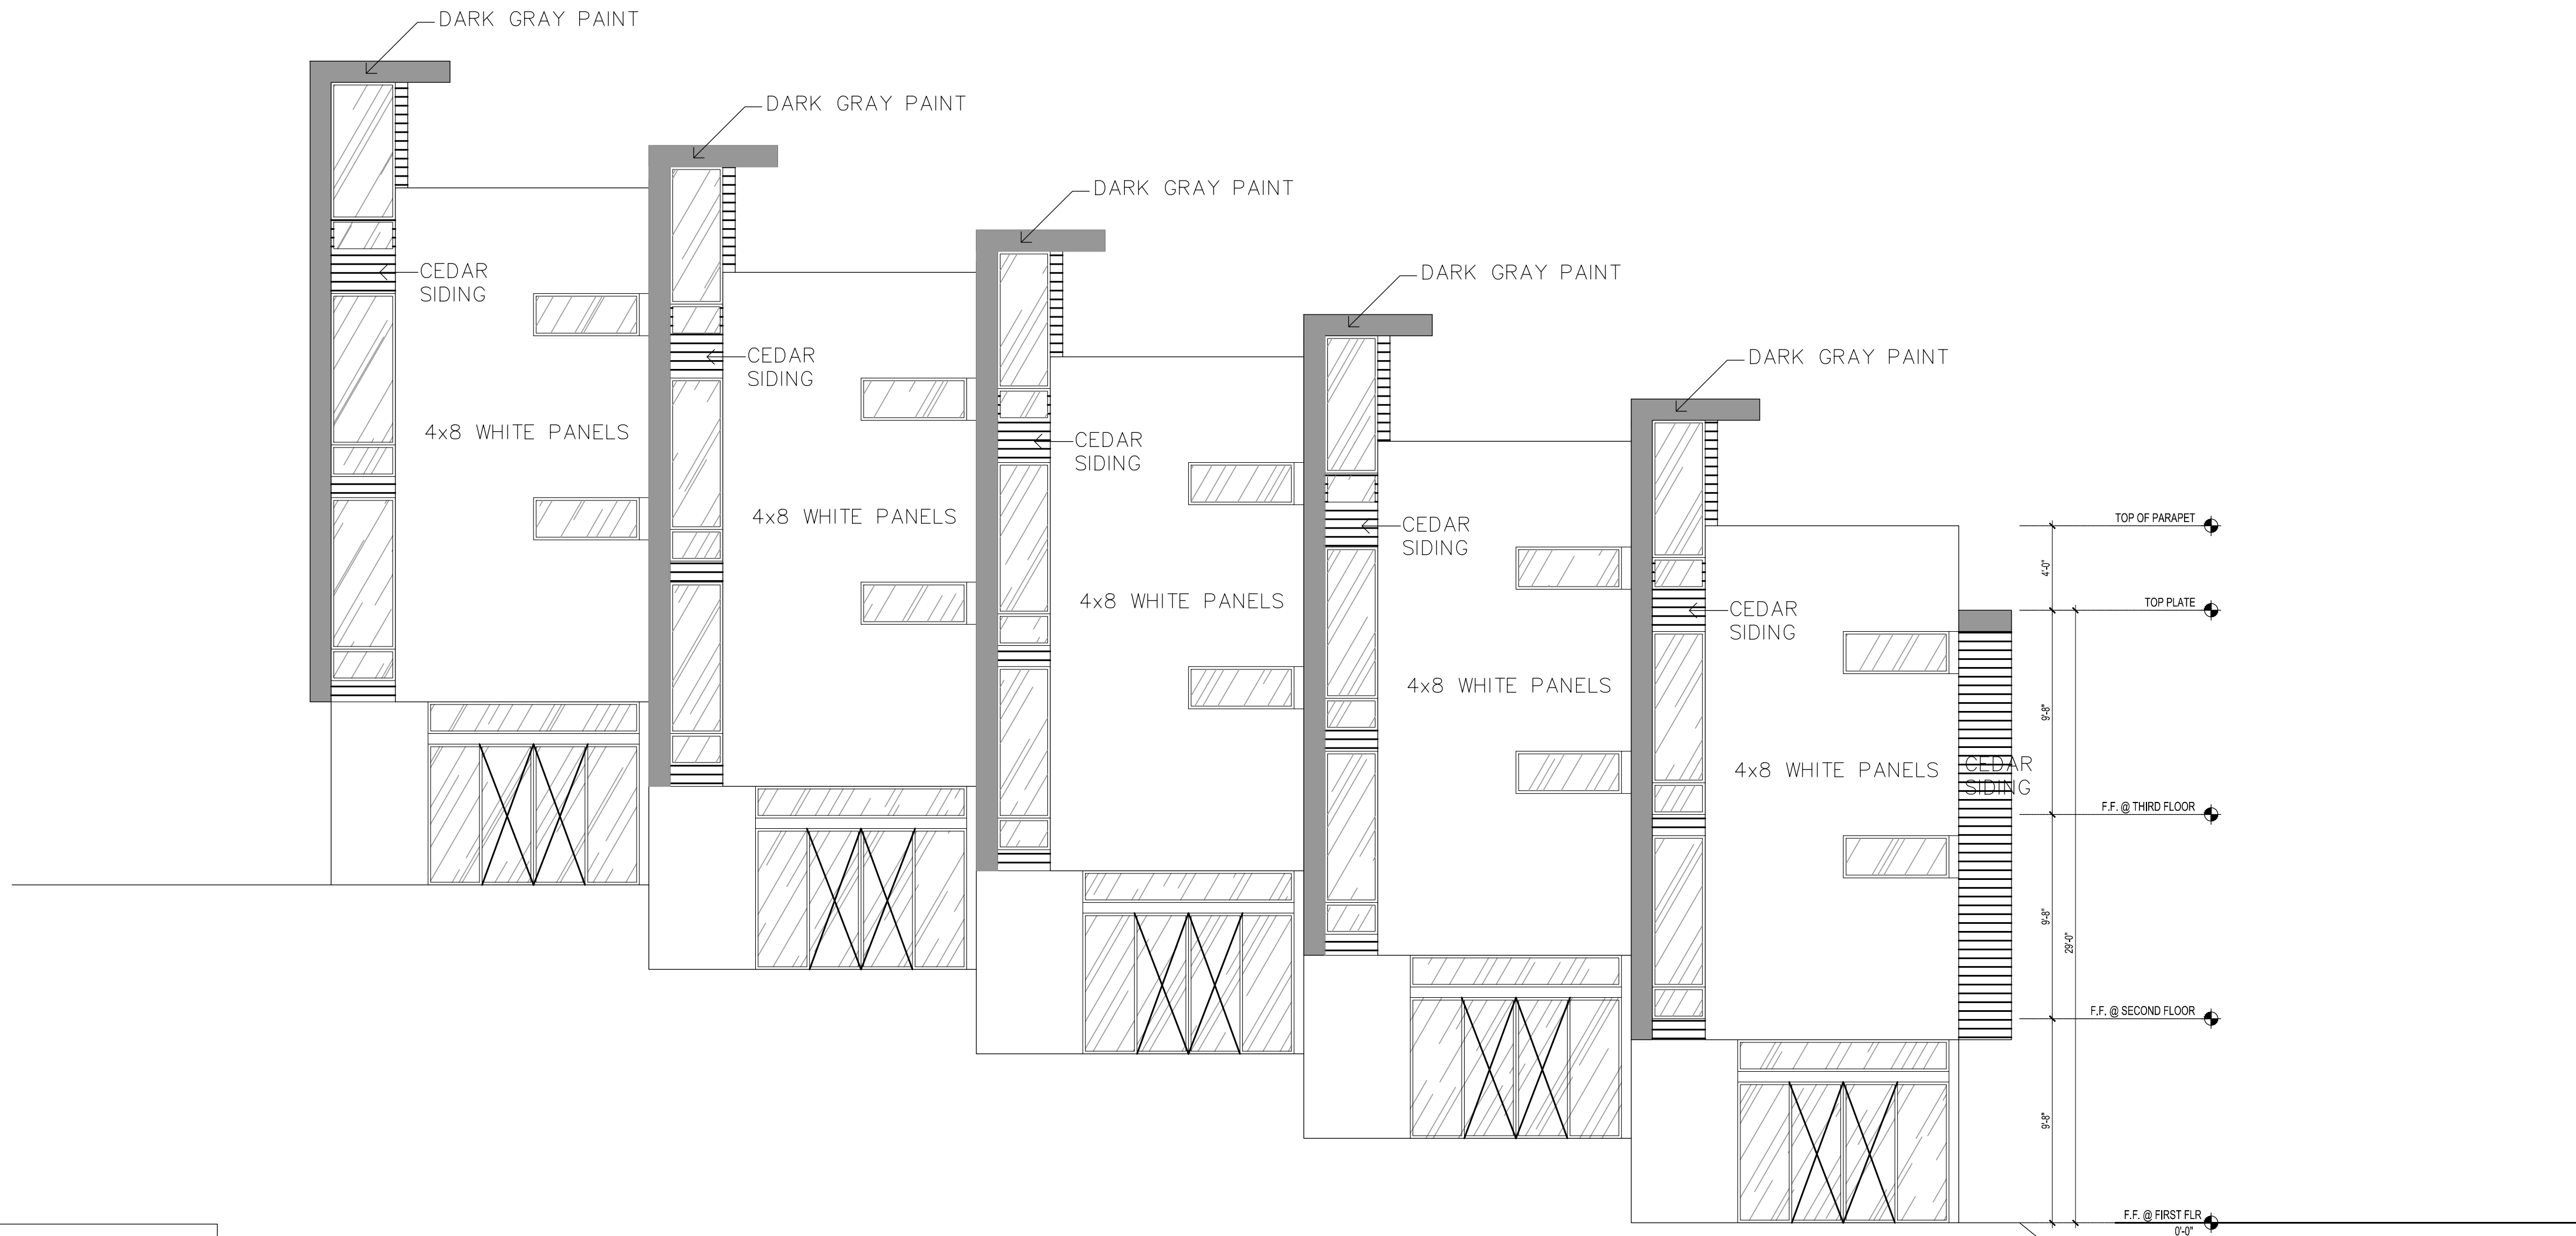 DARK GRAY PAINT
DARK GRAY PAINT
DARK GRAY PAINT
DARK GRAY PAINT
DARK GRAY PAINT
CEDAR
SIDING
CEDAR
SIDING
CEDAR
SIDING
CEDAR
SIDING
CEDAR
SIDING
4x8 WHITE PANELS
4x8 WHITE PANELS
4x8 WHITE PANELS
4x8 WHITE PANELS
4x8 WHITE PANELS
CEDAR
SIDING
TOP OF PARAPET
4'-0"
TOP PLATE
9'-8"
F.F. @ THIRD FLOOR
9'-8"
29'-0"
F.F. @ SECOND FLOOR
9'-8"
F.F. @ FIRST FLR
0'-0"